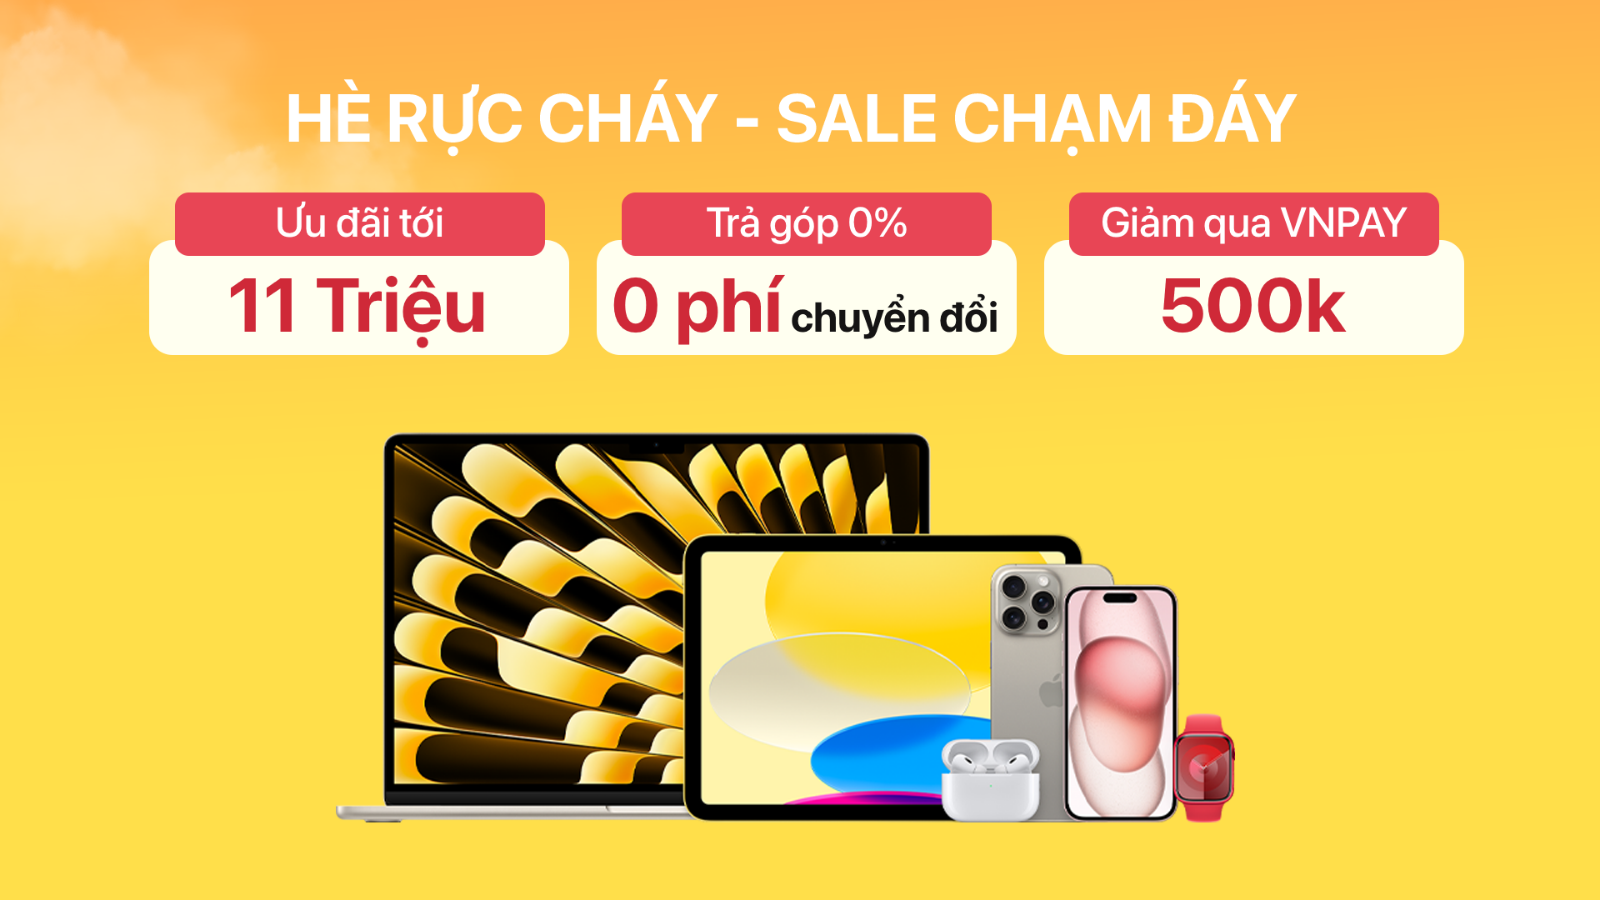 HÈ RỰC CHÁY - SALE CHẠM ĐÁY
Ưu đãi tới
11 Triệu
Trả góp 0%
0 phí chuyển đổi
Giảm qua VNPAY
500k